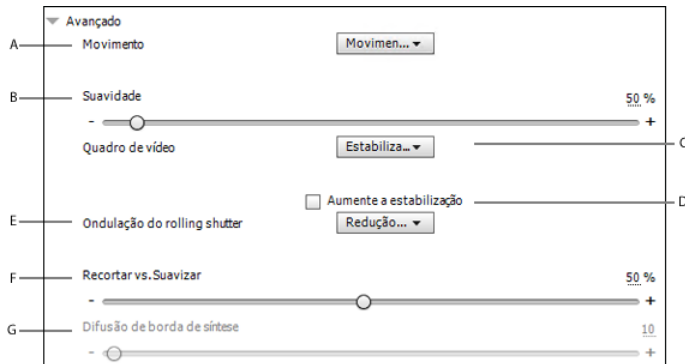 Avançado
A Movimento Movimen...
B Suavidade 50 %
- +
Quadro de vídeo Estabiliza... C
Aumente a estabilização D
E Ondulação do rolling shutter Redução...
F Recortar vs. Suavizar 50 %
- +
G Difusão de borda de síntese 10
- +